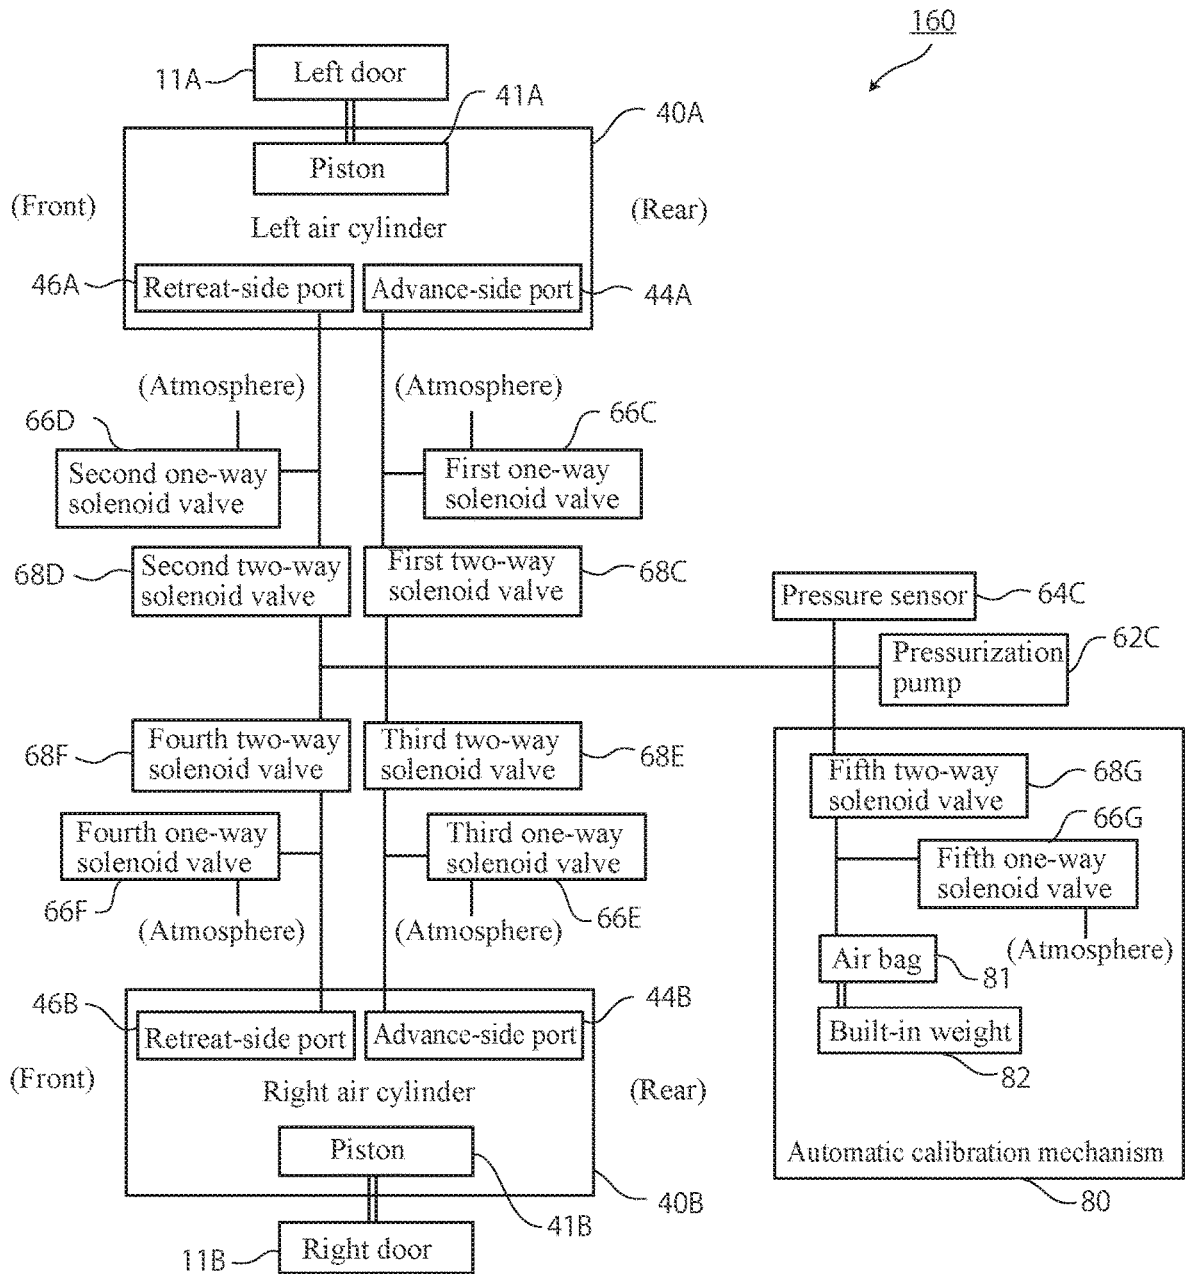 160
Left door
11A
41A
40A
Piston
(Front)
(Rear)
Left air cylinder
46A
Retreat-side port
Advance-side port
44A
(Atmosphere)
(Atmosphere)
66D
66C
Second one-way
solenoid valve
First one-way
solenoid valve
68D
Second two-way
solenoid valve
First two-way
solenoid valve
68C
Pressure sensor
64C
Pressurization
pump
62C
68F
Fourth two-way
solenoid valve
Third two-way
solenoid valve
68E
Fifth two-way
solenoid valve
68G
Fourth one-way
solenoid valve
Third one-way
solenoid valve
66G
Fifth one-way
solenoid valve
66F
(Atmosphere)
(Atmosphere)
66E
(Atmosphere)
Air bag
81
46B
44B
Retreat-side port
Advance-side port
Built-in weight
82
(Front)
(Rear)
Right air cylinder
Piston
Automatic calibration mechanism
40B
80
41B
11B
Right door